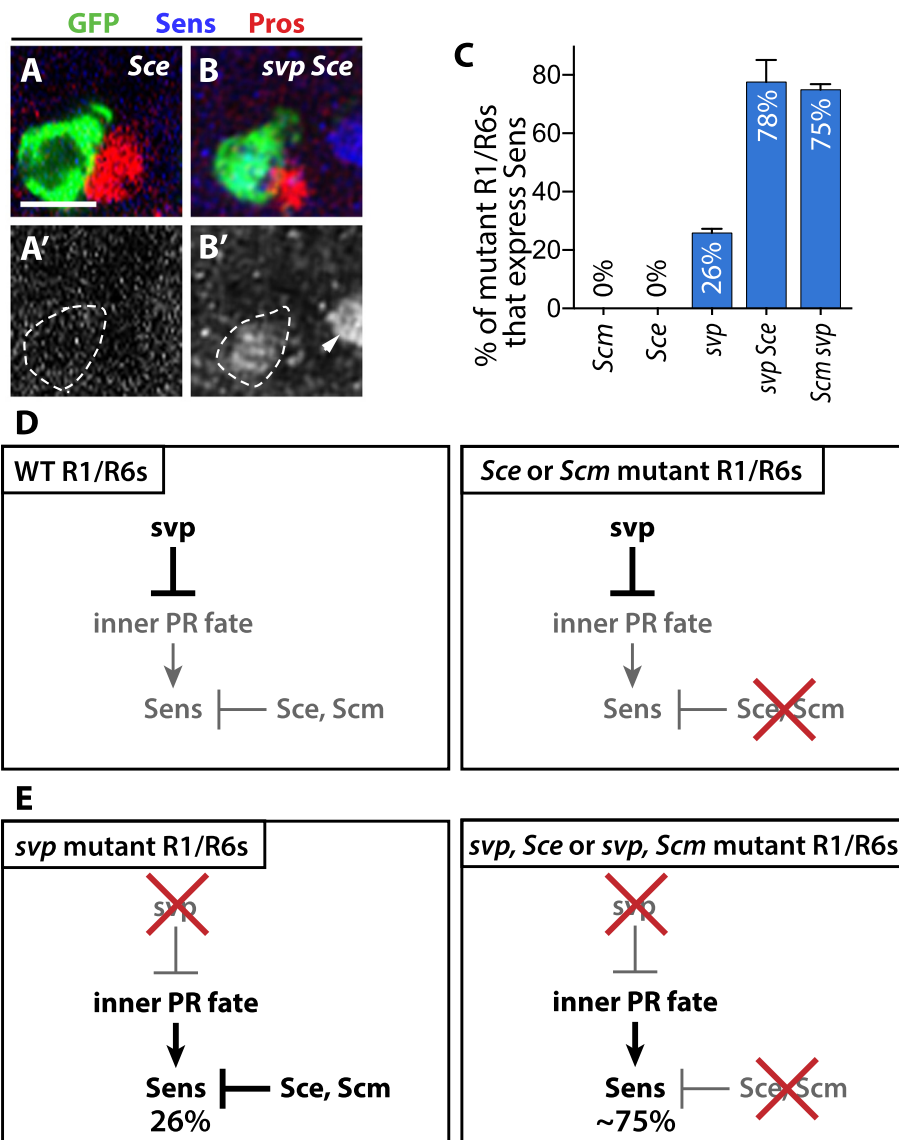 GFP Sens Pros
A Sce
B svp Sce
A′
B′
C
% of mutant R1/R6s
that express Sens
80
60
40
20
0
0%
0%
26%
78%
75%
Scm
Sce
svp
svp Sce
Scm svp
D
WT R1/R6s
svp
inner PR fate
Sens
Sce, Scm
Sce or Scm mutant R1/R6s
svp
inner PR fate
Sens
Sce, Scm
E
svp mutant R1/R6s
svp
inner PR fate
Sens
Sce, Scm
26%
svp, Sce or svp, Scm mutant R1/R6s
svp
inner PR fate
Sens
Sce, Scm
~75%